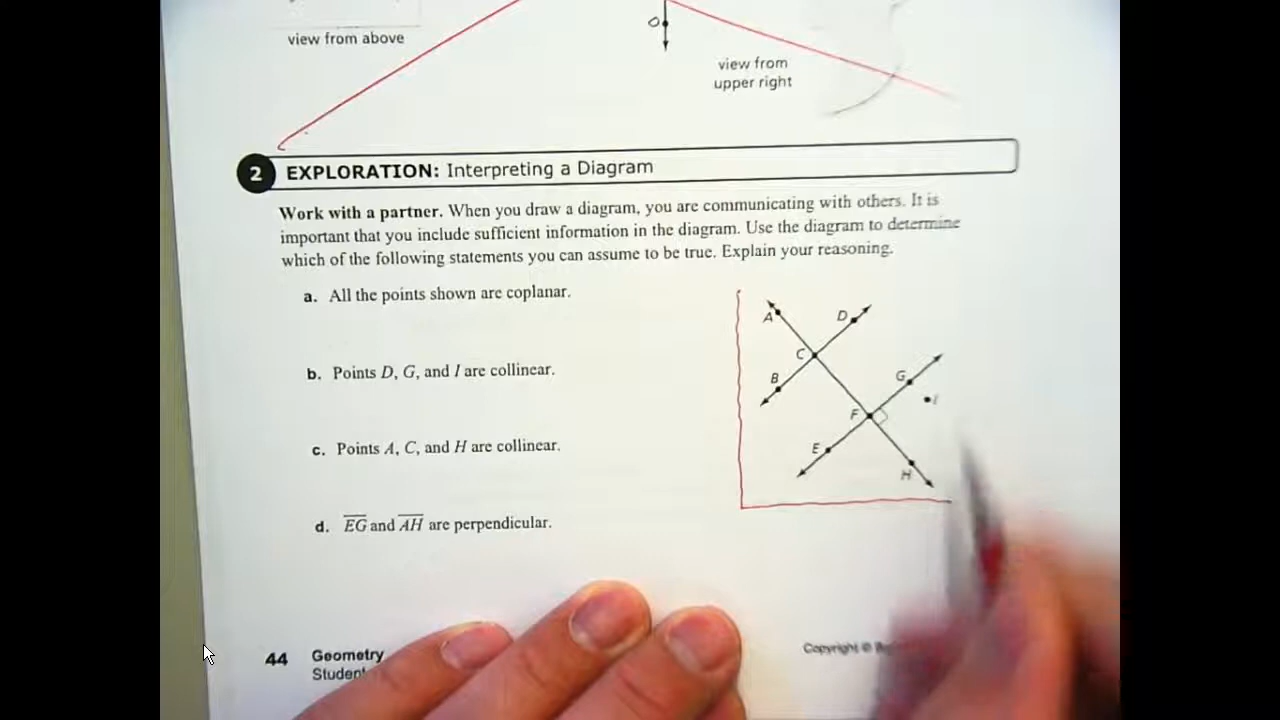 view from above
O
view from
upper right
2 EXPLORATION: Interpreting a Diagram
Work with a partner. When you draw a diagram, you are communicating with others. It is
important that you include sufficient information in the diagram. Use the diagram to determine
which of the following statements you can assume to be true. Explain your reasoning.
a. All the points shown are coplanar.
b. Points D, G, and I are collinear.
c. Points A, C, and H are collinear.
d. EG and AH are perpendicular.
A
D
C
B
G
I
F
E
H
44 Geometry
Student
Copyright ©